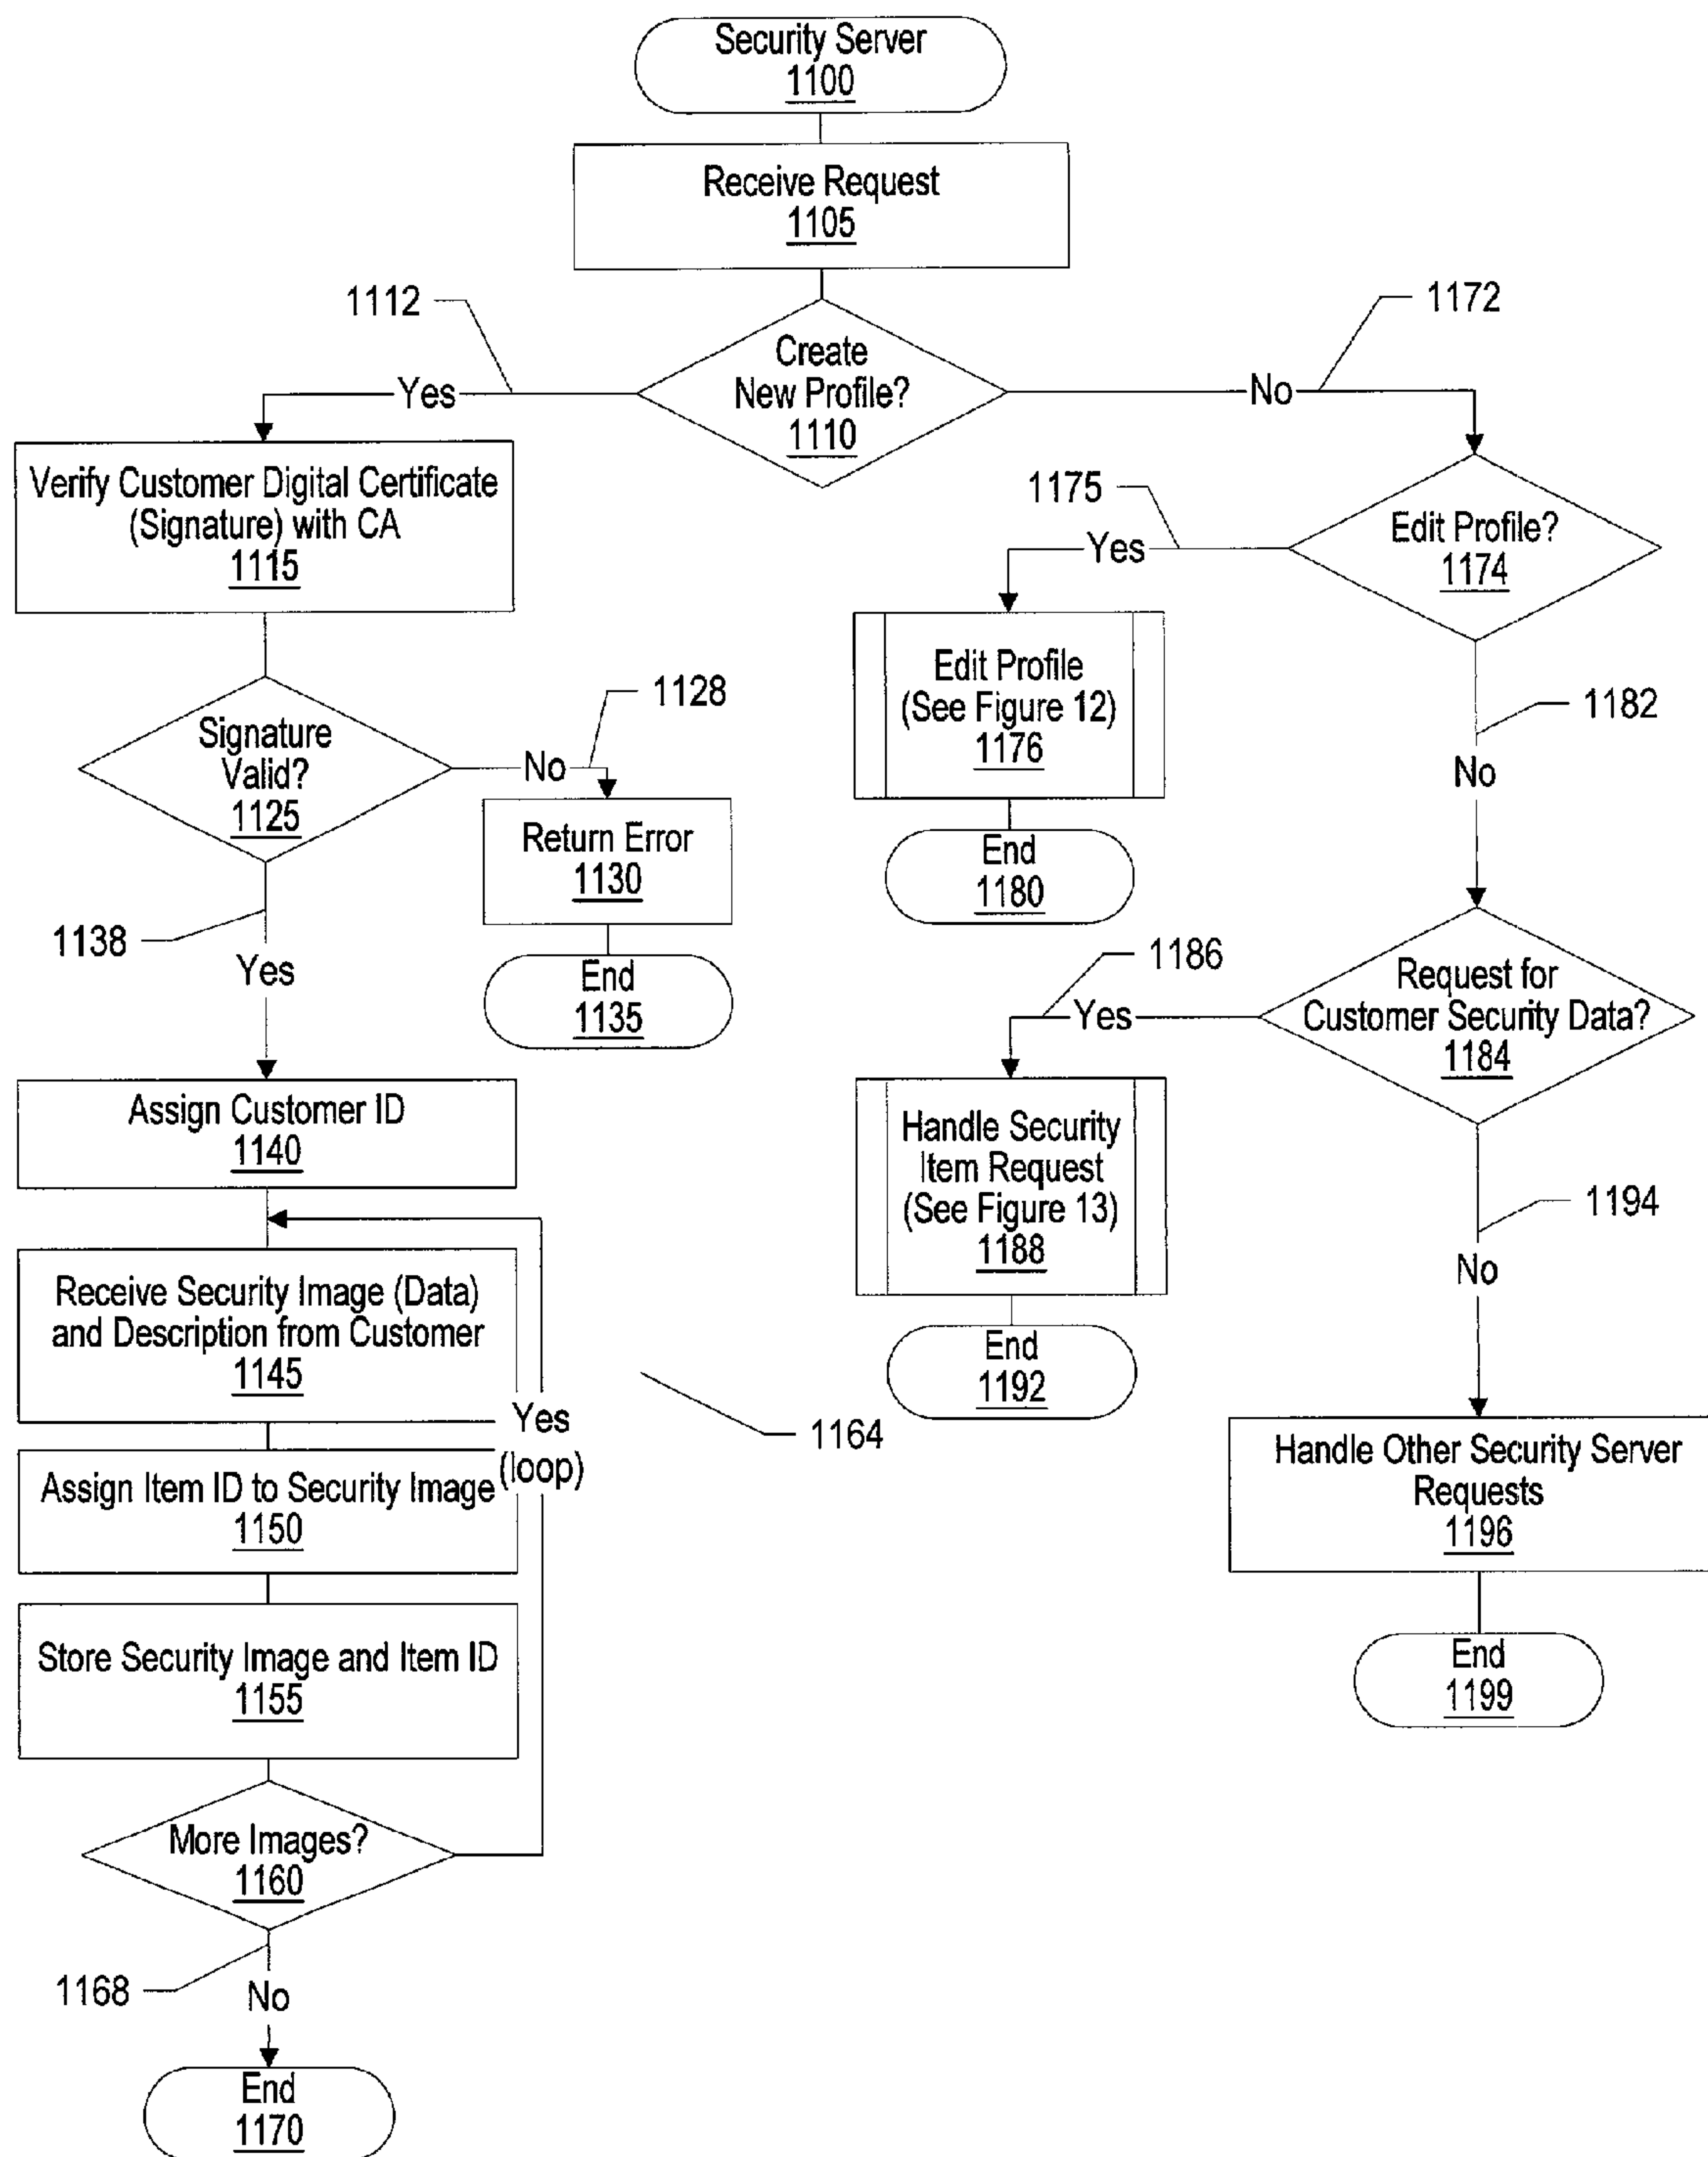 Security Server
1100
Receive Request
1105
1112
1172
Create
New Profile?
1110
Yes
No
Verify Customer Digital Certificate
(Signature) with CA
1115
1175
Edit Profile?
1174
Yes
Edit Profile
(See Figure 12)
1176
1128
1182
Signature
Valid?
1125
No
No
Return Error
1130
End
1180
1138
Yes
End
1135
1186
Request for
Customer Security Data?
1184
Yes
Assign Customer ID
1140
Handle Security
Item Request
(See Figure 13)
1188
1194
No
Receive Security Image (Data)
and Description from Customer
1145
End
1192
Yes
(loop)
1164
Assign Item ID to Security Image
1150
Handle Other Security Server
Requests
1196
Store Security Image and Item ID
1155
End
1199
More Images?
1160
1168
No
End
1170